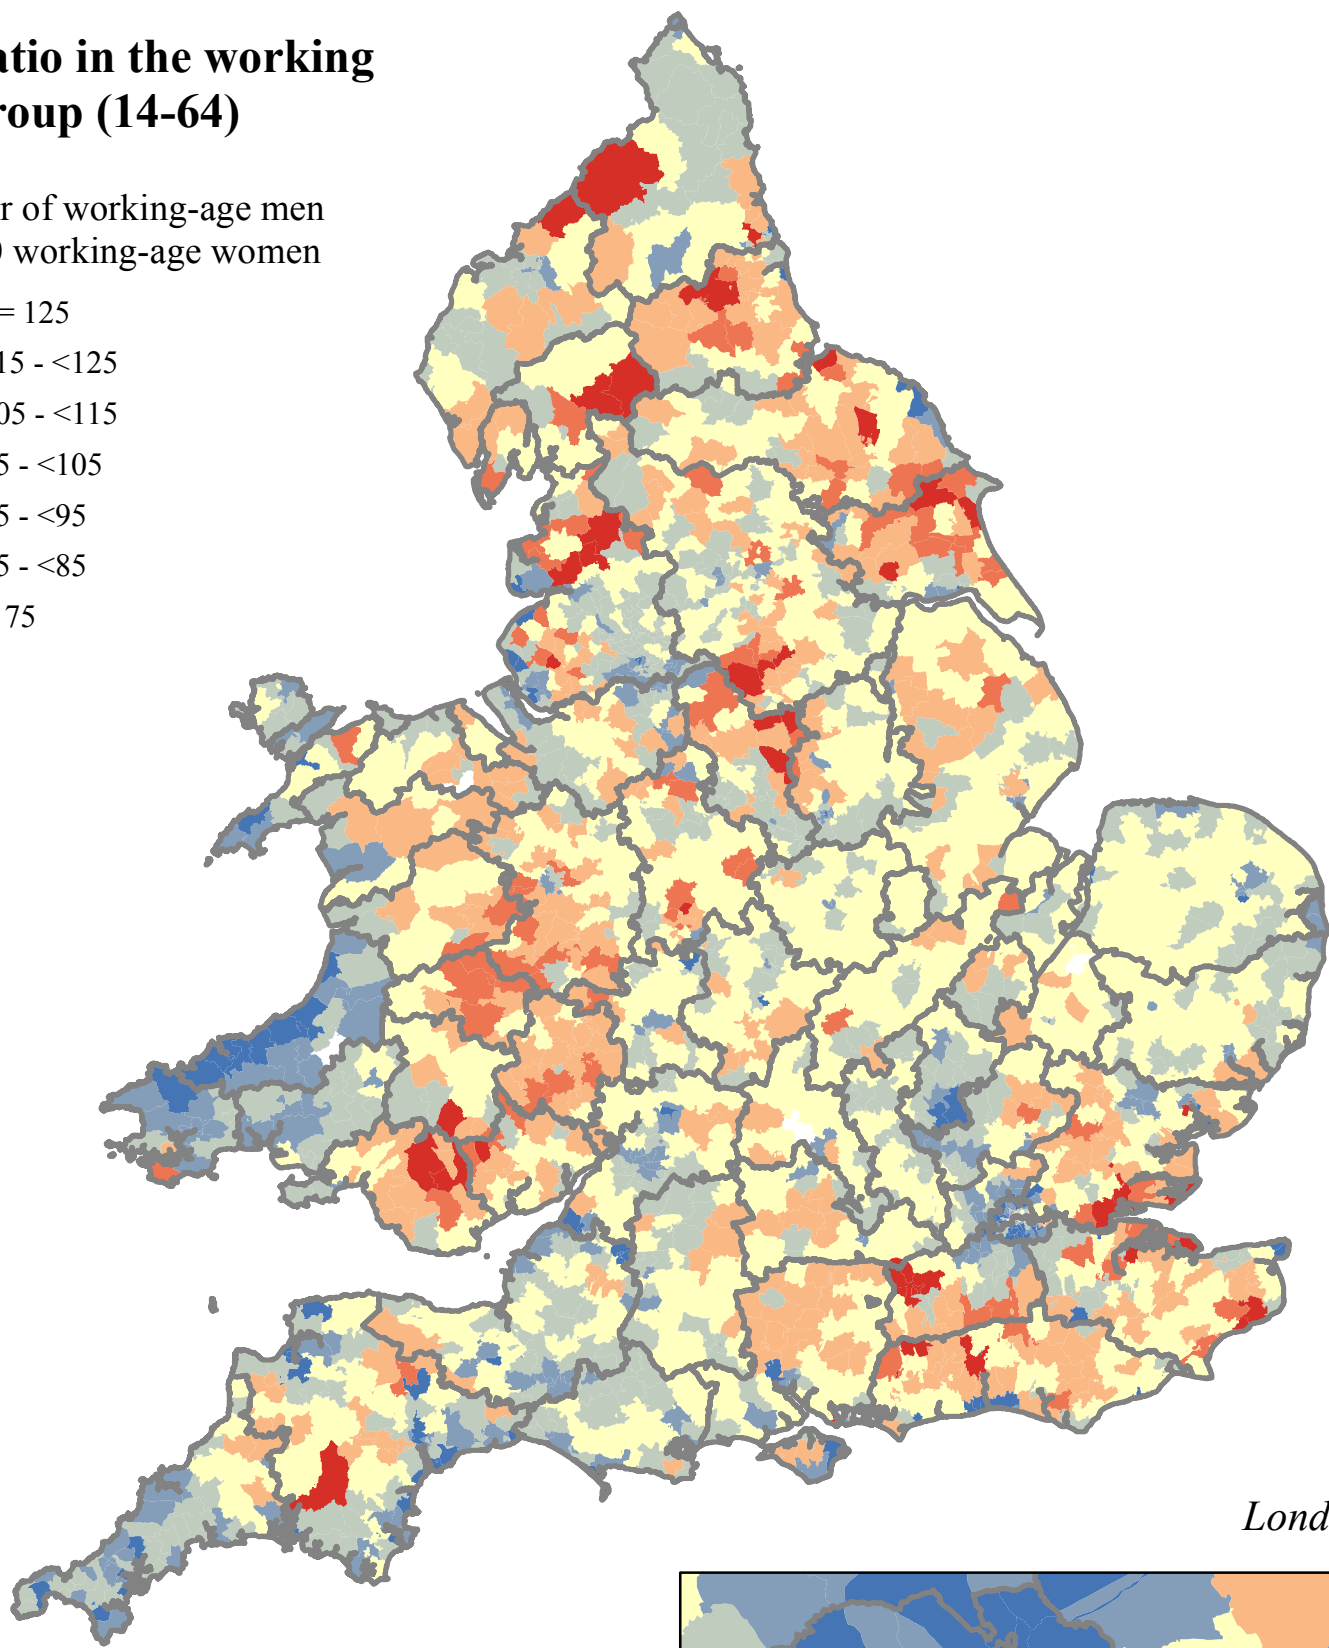 atio in the working
roup (14-64)
r of working-age men
) working-age women
= 125
15 - <125
05 - <115
5 - <105
5 - <95
5 - <85
75
Lond